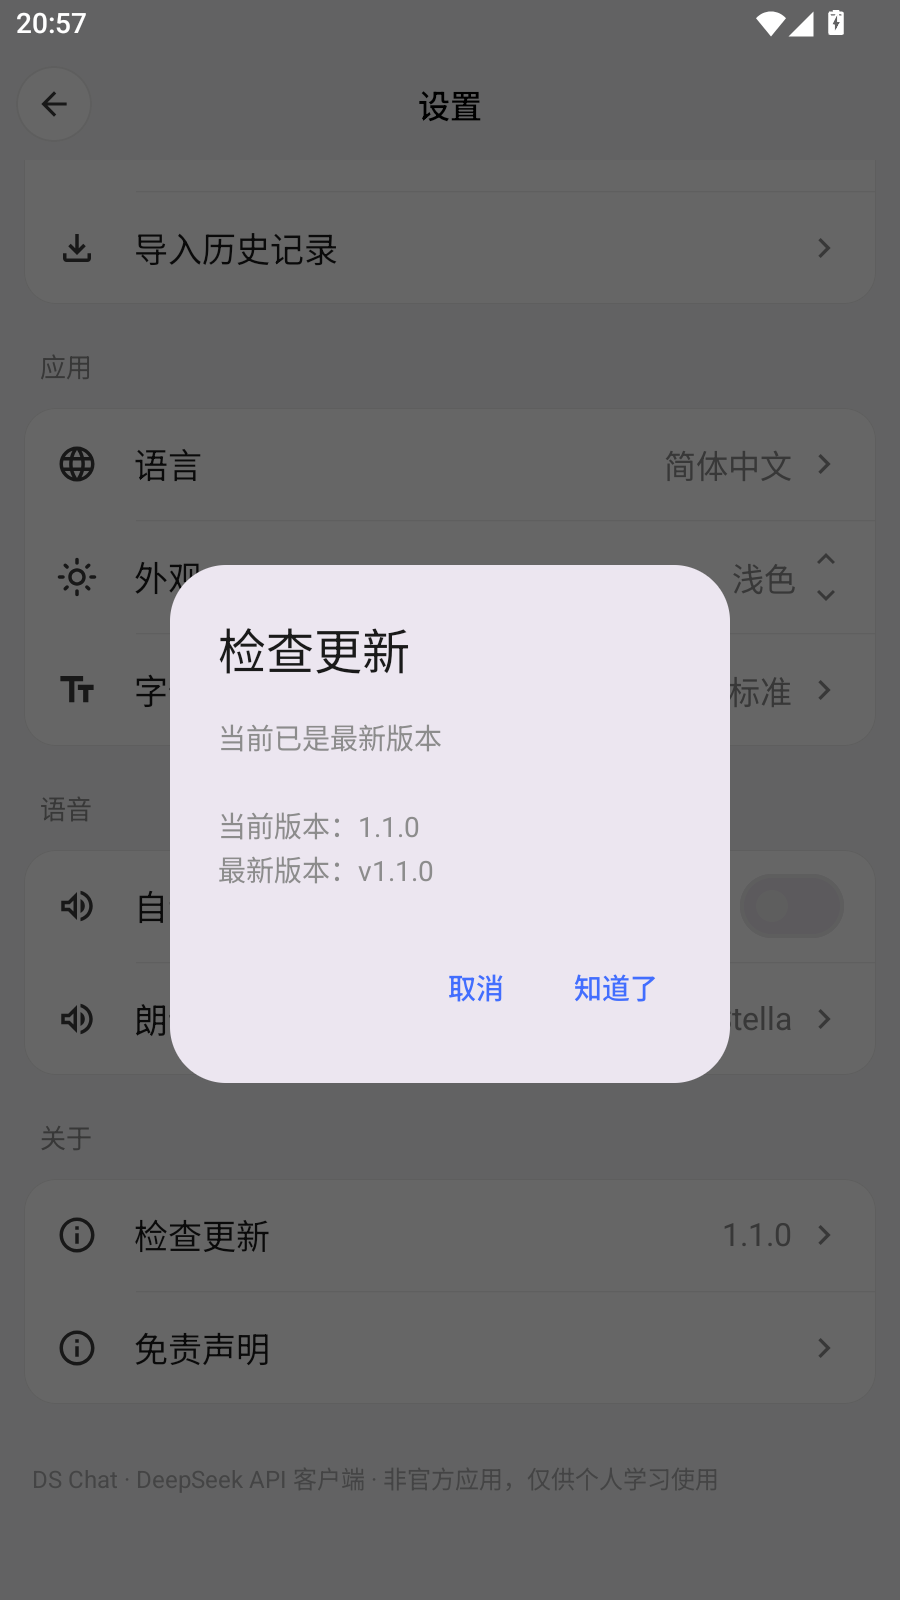 20:57
设置
导入历史记录
应用
语言 简体中文
外观 浅色
字 标准
检查更新
当前已是最新版本
当前版本：1.1.0
最新版本：v1.1.0
取消 知道了
语音
自
朗 tella
关于
检查更新 1.1.0
免责声明
DS Chat · DeepSeek API 客户端 · 非官方应用，仅供个人学习使用